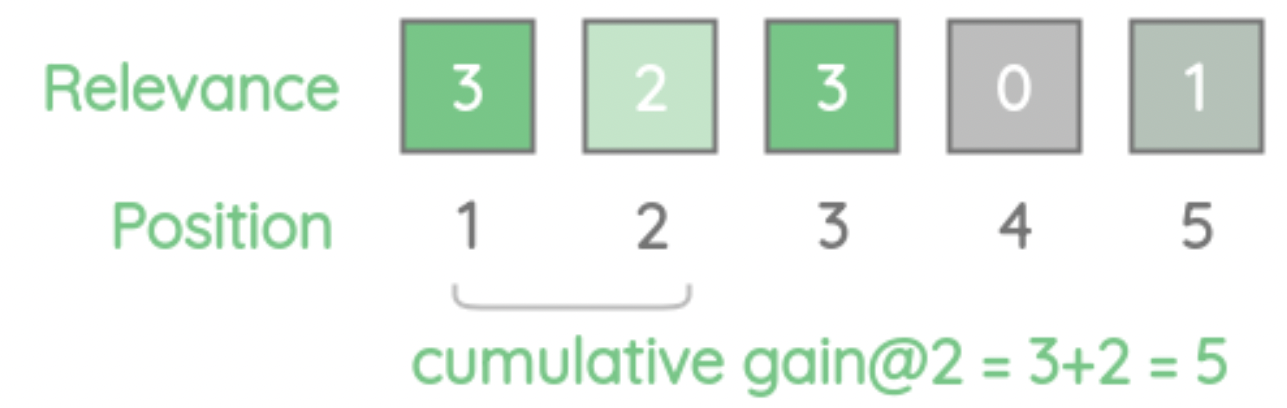 Relevance 3 2 3 0 1
Position 1 2 3 4 5
cumulative gain@2 = 3+2 = 5